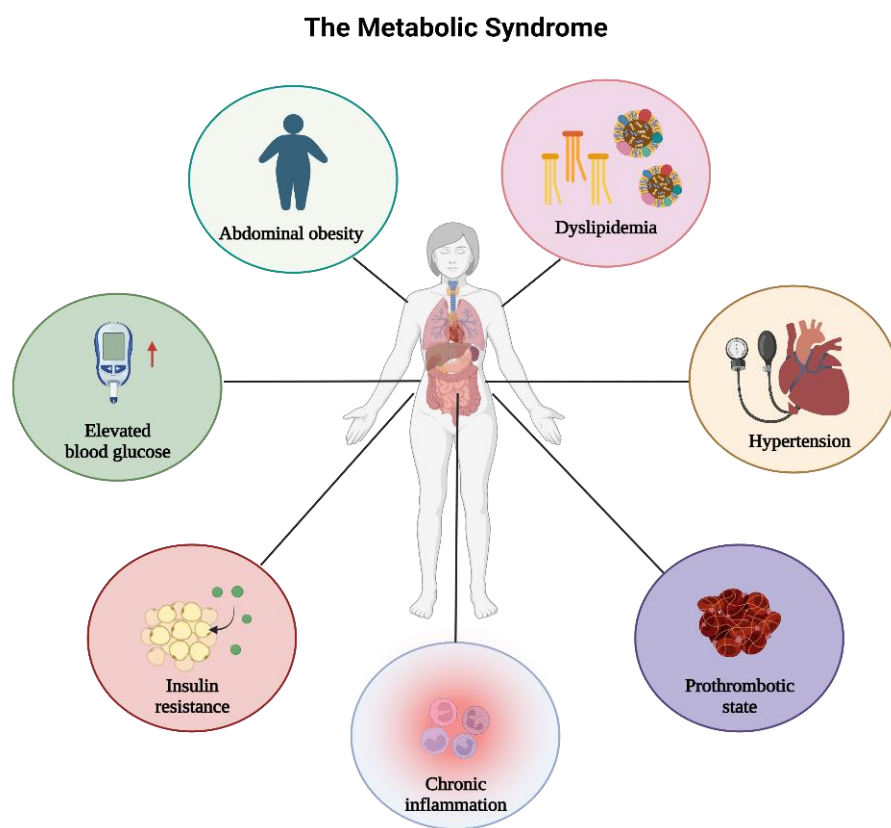 The Metabolic Syndrome
Abdominal obesity
Dyslipidemia
Elevated
blood glucose
Hypertension
Insulin
resistance
Prothrombotic
state
Chronic
inflammation